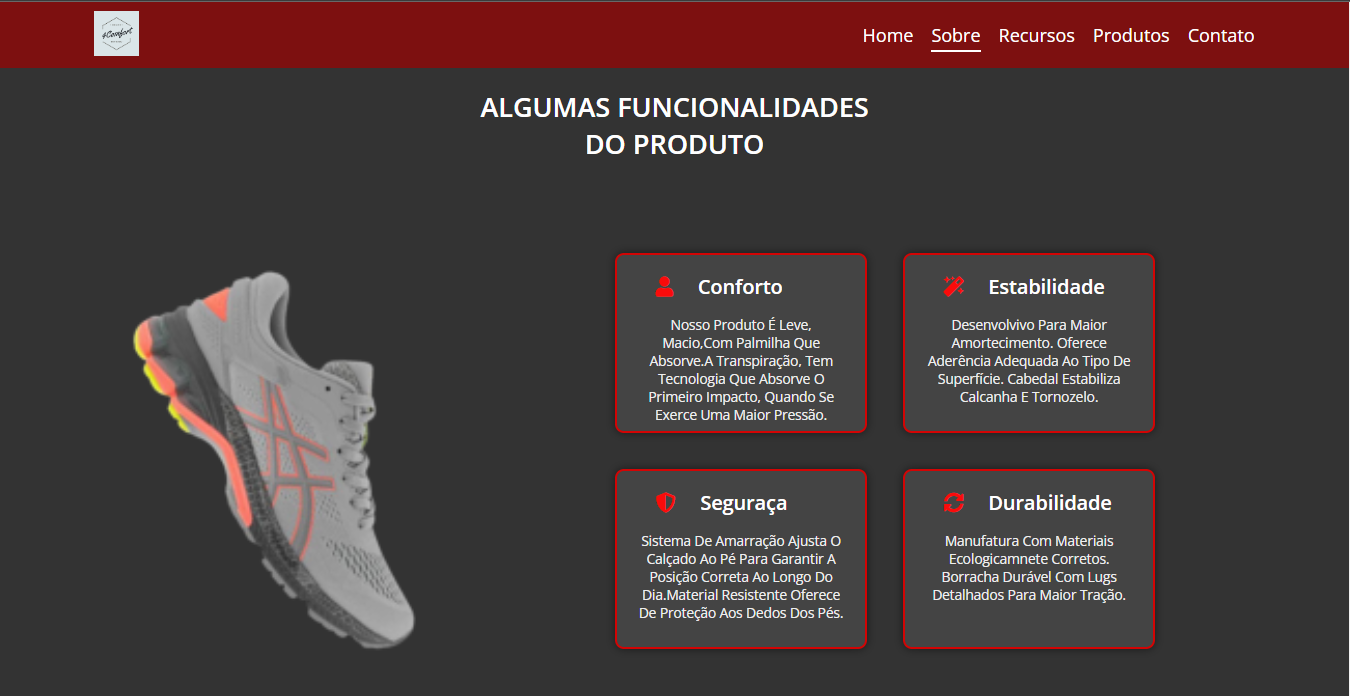 4Comfort
Home Sobre Recursos Produtos Contato
ALGUMAS FUNCIONALIDADES
DO PRODUTO
Conforto
Nosso Produto É Leve,
Macio,Com Palmilha Que
Absorve.A Transpiração, Tem
Tecnologia Que Absorve O
Primeiro Impacto, Quando Se
Exerce Uma Maior Pressão.
Estabilidade
Desenvolvivo Para Maior
Amortecimento. Oferece
Aderência Adequada Ao Tipo De
Superfície. Cabedal Estabiliza
Calcanha E Tornozelo.
Seguraça
Sistema De Amarração Ajusta O
Calçado Ao Pé Para Garantir A
Posição Correta Ao Longo Do
Dia.Material Resistente Oferece
De Proteção Aos Dedos Dos Pés.
Durabilidade
Manufatura Com Materiais
Ecologicamnete Corretos.
Borracha Durável Com Lugs
Detalhados Para Maior Tração.